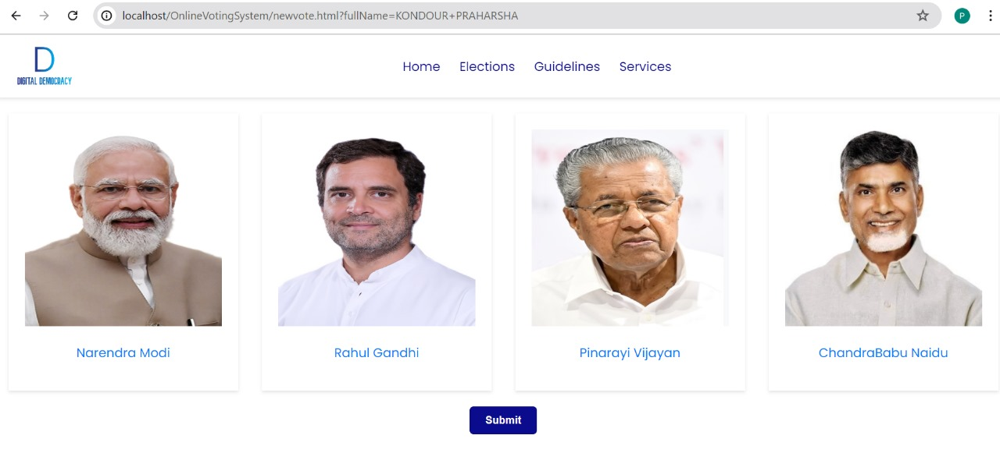 localhost/OnlineVotingSystem/newvote.html?fullName=KONDOUR+PRAHARSHA
P
D
DIGITAL DEMOCRACY
Home Elections Guidelines Services
Narendra Modi Rahul Gandhi Pinarayi Vijayan ChandraBabu Naidu
Submit